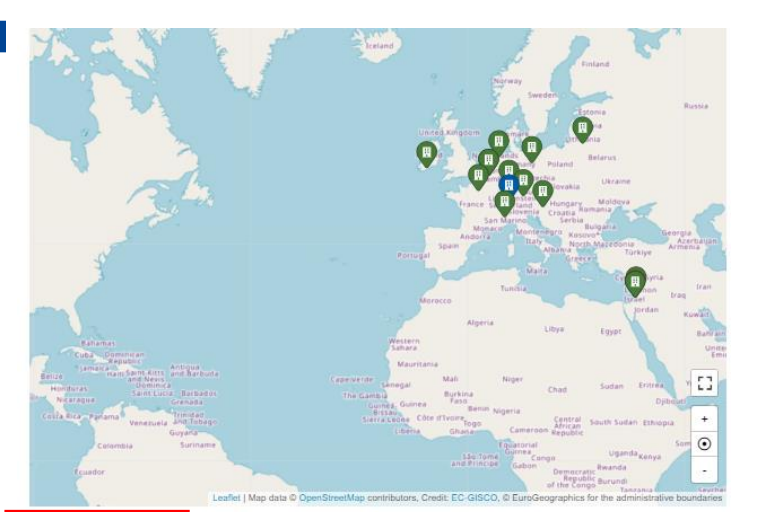 Iceland
Finland
Norway
Sweden
Estonia
Russia
United Kingdom
Belarus
Poland
Ukraine
Moldova
France
Hungary
Romania
Croatia
San Marino
Serbia
Monaco
Montenegro
Kosovo*
Bulgaria
Andorra
Italy
Albania
North Macedonia
Georgia
Azerbaijan
Armenia
Spain
Portugal
Greece
Türkiye
Malta
Tunisia
Syria
Israel
Iraq
Iran
Jordan
Kuwait
Morocco
Algeria
Libya
Egypt
Western
Sahara
Mauritania
Bahamas
Cuba
Dominican
Republic
Jamaica
Haiti
Saint Kitts
and Nevis
Antigua
and Barbuda
Belize
Dominica
Honduras
Saint Lucia
Barbados
Nicaragua
Grenada
Costa Rica
Panama
Venezuela
Trinidad
and Tobago
Guyana
Colombia
Suriname
Ecuador
Cape Verde
Senegal
Mali
Niger
Chad
Sudan
Eritrea
The Gambia
Burkina
Faso
Guinea
Bissau
Guinea
Benin
Nigeria
Djibouti
Sierra Leone
Côte d'Ivoire
Togo
Liberia
Ghana
Cameroon
Central
African
Republic
South Sudan
Ethiopia
Equatorial
Guinea
São Tomé
and Príncipe
Gabon
Congo
Uganda
Kenya
Democratic
Republic
of the Congo
Rwanda
Burundi
Tanzania
+
-
Leaflet | Map data © OpenStreetMap contributors, Credit: EC-GISCO, © EuroGeographics for the administrative boundaries